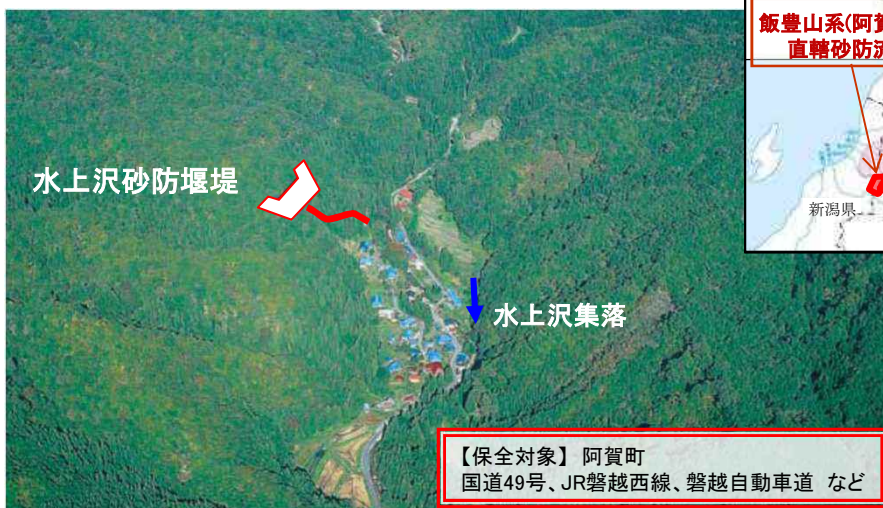 飯豊山系(阿賀
直轄砂防流
新潟県
水上沢砂防堰堤
水上沢集落
【保全対象】 阿賀町
国道49号、JR磐越西線、磐越自動車道 など